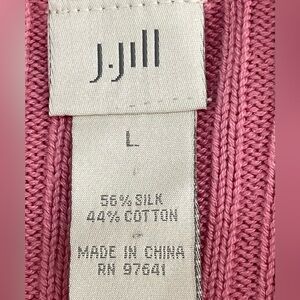 J.Jill
L
56% SILK
44% COTTON
MADE IN CHINA
RN 97641